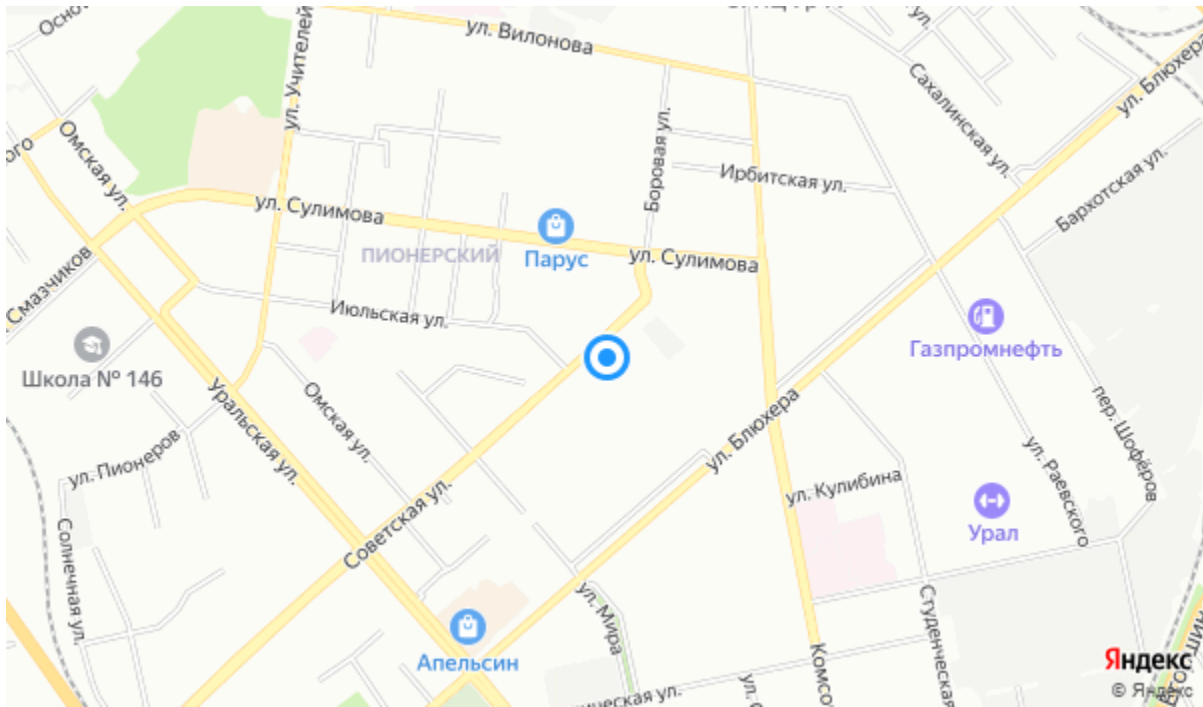 ул. Вилонова
ул. Учителей
Омская ул.
Сахалинская ул.
ул. Блюхера
Боровая ул.
Ирбитская ул.
Бархотская ул.
ул. Сулимова
ПИОНЕРСКИЙ
Парус
ул. Сулимова
Смазчиков
Июльская ул.
Газпромнефть
Школа № 146
Уральская ул.
Омская ул.
ул. Блюхера
пер. Шофёров
ул. Пионеров
ул. Раевского
ул. Кулибина
Советская ул.
Урал
Солнечная ул.
ул. Мира
Студенческая
Апельсин
Яндекс
© Яндекс